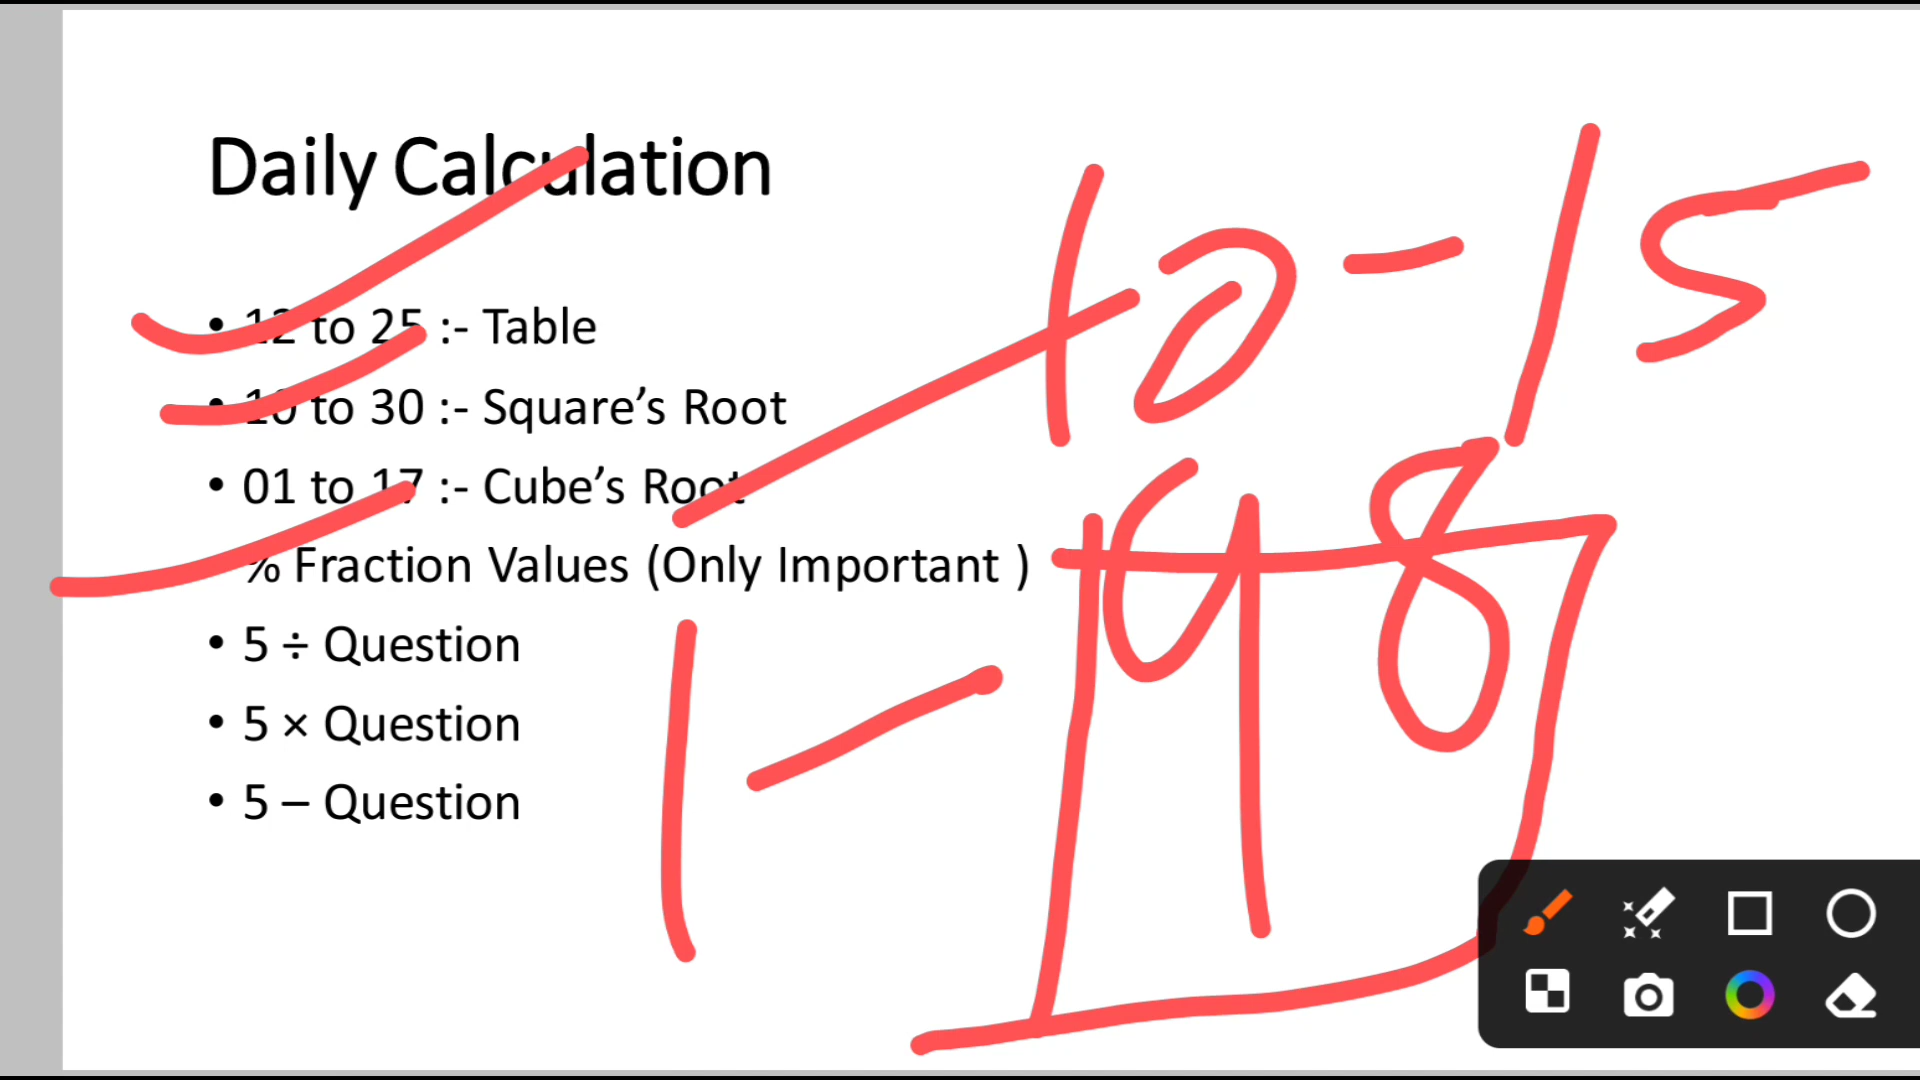 Daily Calculation
10-15
• 12 to 25 :- Table
• 10 to 30 :- Square’s Root
• 01 to 17 :- Cube’s Root
% Fraction Values (Only Important )
98
• 5 ÷ Question
1 -
• 5 × Question
• 5 – Question